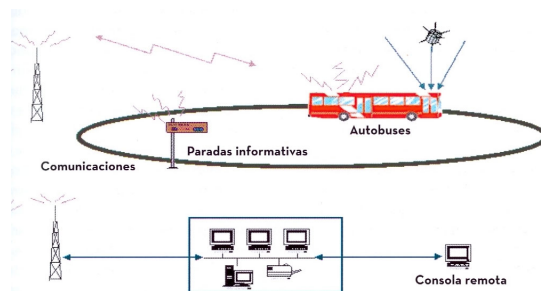 Autobuses
Paradas informativas
Comunicaciones
Consola remota